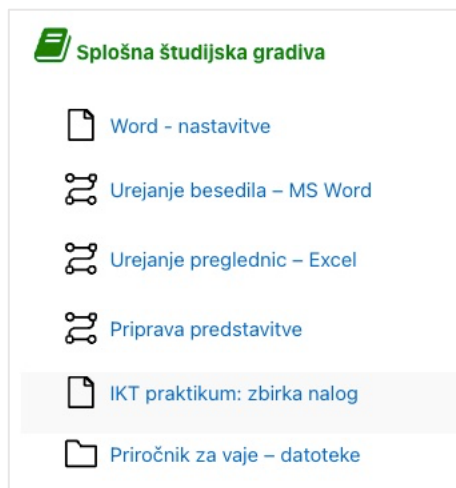 Splošna študijska gradiva
Word - nastavitve
Urejanje besedila – MS Word
Urejanje preglednic – Excel
Priprava predstavitve
IKT praktikum: zbirka nalog
Priročnik za vaje – datoteke